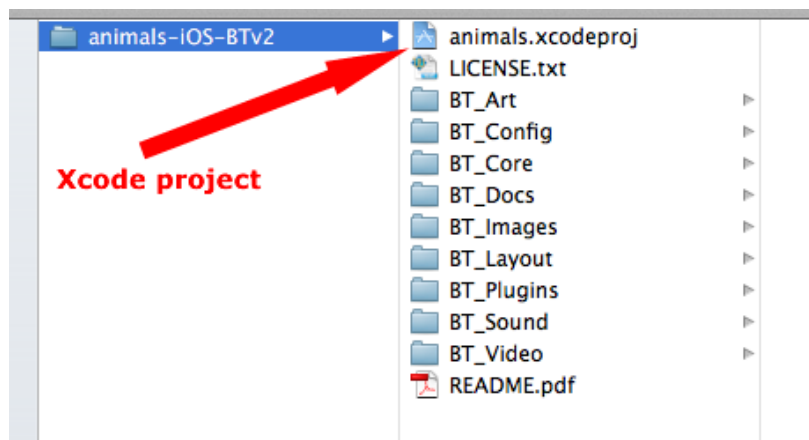 animals-iOS-BTv2
Xcode project
animals.xcodeproj
LICENSE.txt
BT_Art
BT_Config
BT_Core
BT_Docs
BT_Images
BT_Layout
BT_Plugins
BT_Sound
BT_Video
README.pdf